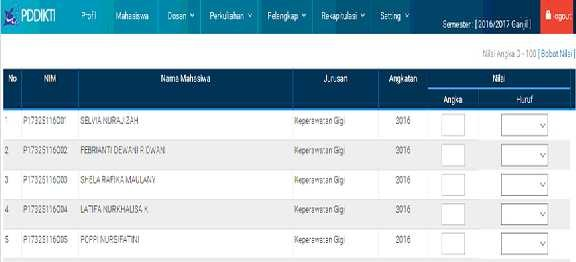 PDDIKTI Profil Mahasiswa Dosen Perkuliahan Pelengkap Rekapitulasi Setting Semester : [ 2016/2017 Ganjil ] logout
Nilai Angka 0 - 100 [ Bobot Nilai ]
No NIM Nama Mahasiswa Jurusan Angkatan Nilai
Angka Huruf
1 P17325116001 SELVIA NURAJIZAH Keperawatan Gigi 2016
2 P17325116002 FEBRIANTI DEWANI RIDWAN Keperawatan Gigi 2016
3 P17325116003 SHELA RAFIKA MAULANY Keperawatan Gigi 2016
4 P17325116004 LATIFA NURKHALISA K Keperawatan Gigi 2016
5 P17325116005 POPPI NURSIFATINI Keperawatan Gigi 2016